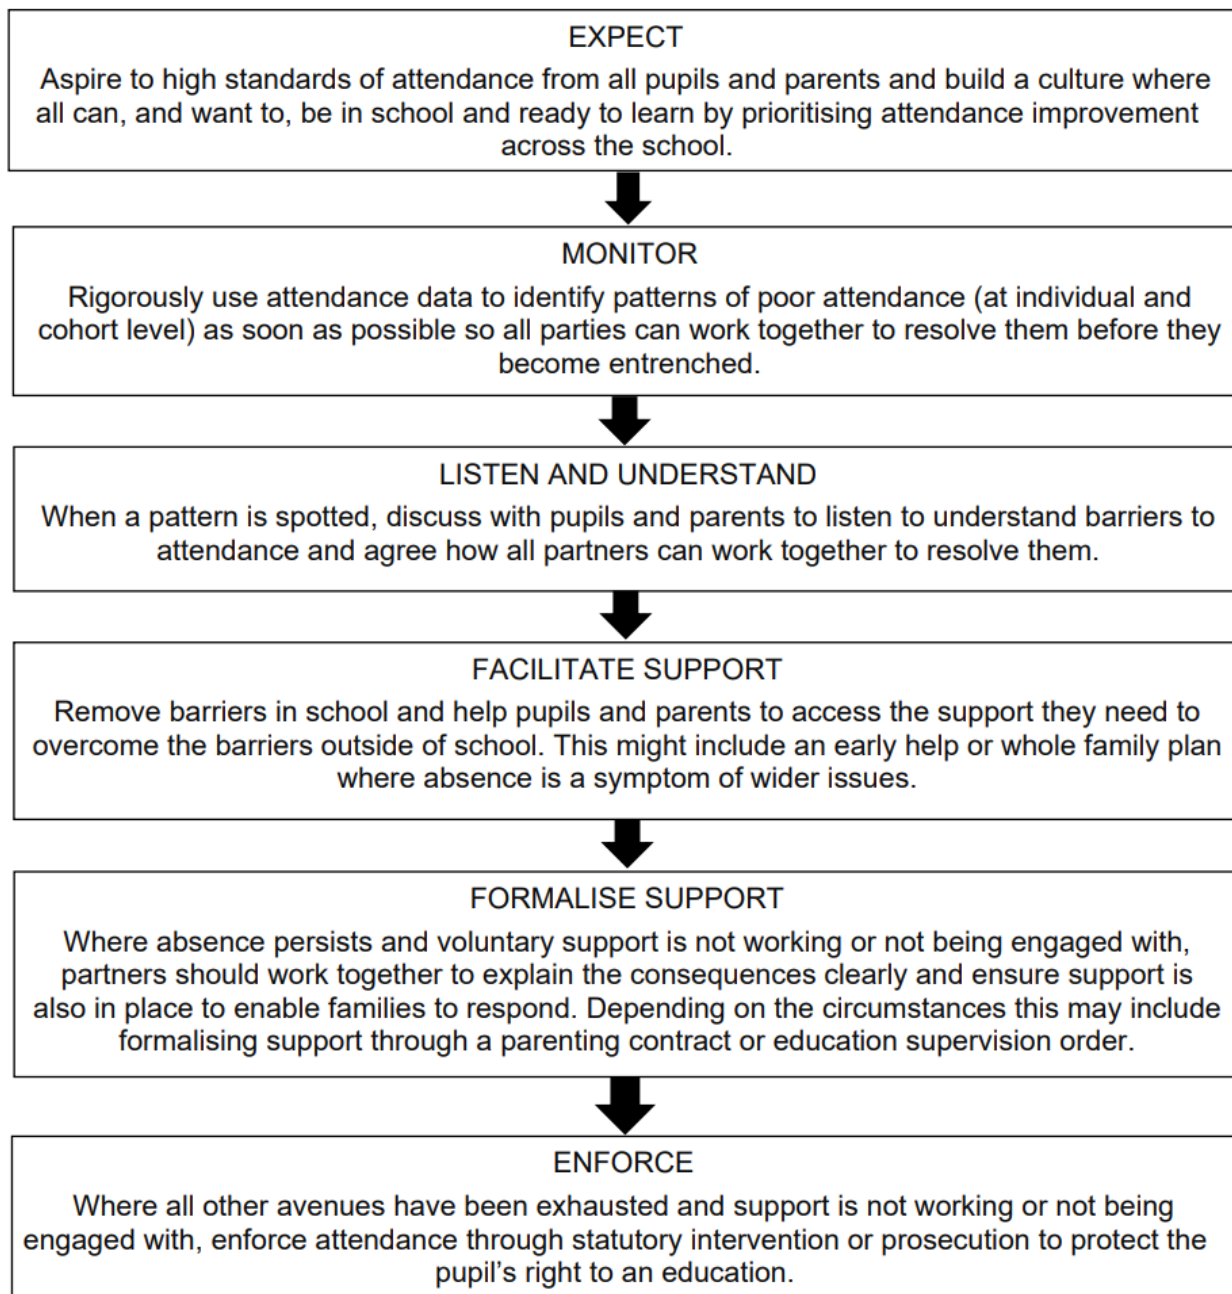 EXPECT
Aspire to high standards of attendance from all pupils and parents and build a culture where
all can, and want to, be in school and ready to learn by prioritising attendance improvement
across the school.
MONITOR
Rigorously use attendance data to identify patterns of poor attendance (at individual and
cohort level) as soon as possible so all parties can work together to resolve them before they
become entrenched.
LISTEN AND UNDERSTAND
When a pattern is spotted, discuss with pupils and parents to listen to understand barriers to
attendance and agree how all partners can work together to resolve them.
FACILITATE SUPPORT
Remove barriers in school and help pupils and parents to access the support they need to
overcome the barriers outside of school. This might include an early help or whole family plan
where absence is a symptom of wider issues.
FORMALISE SUPPORT
Where absence persists and voluntary support is not working or not being engaged with,
partners should work together to explain the consequences clearly and ensure support is
also in place to enable families to respond. Depending on the circumstances this may include
formalising support through a parenting contract or education supervision order.
ENFORCE
Where all other avenues have been exhausted and support is not working or not being
engaged with, enforce attendance through statutory intervention or prosecution to protect the
pupil's right to an education.